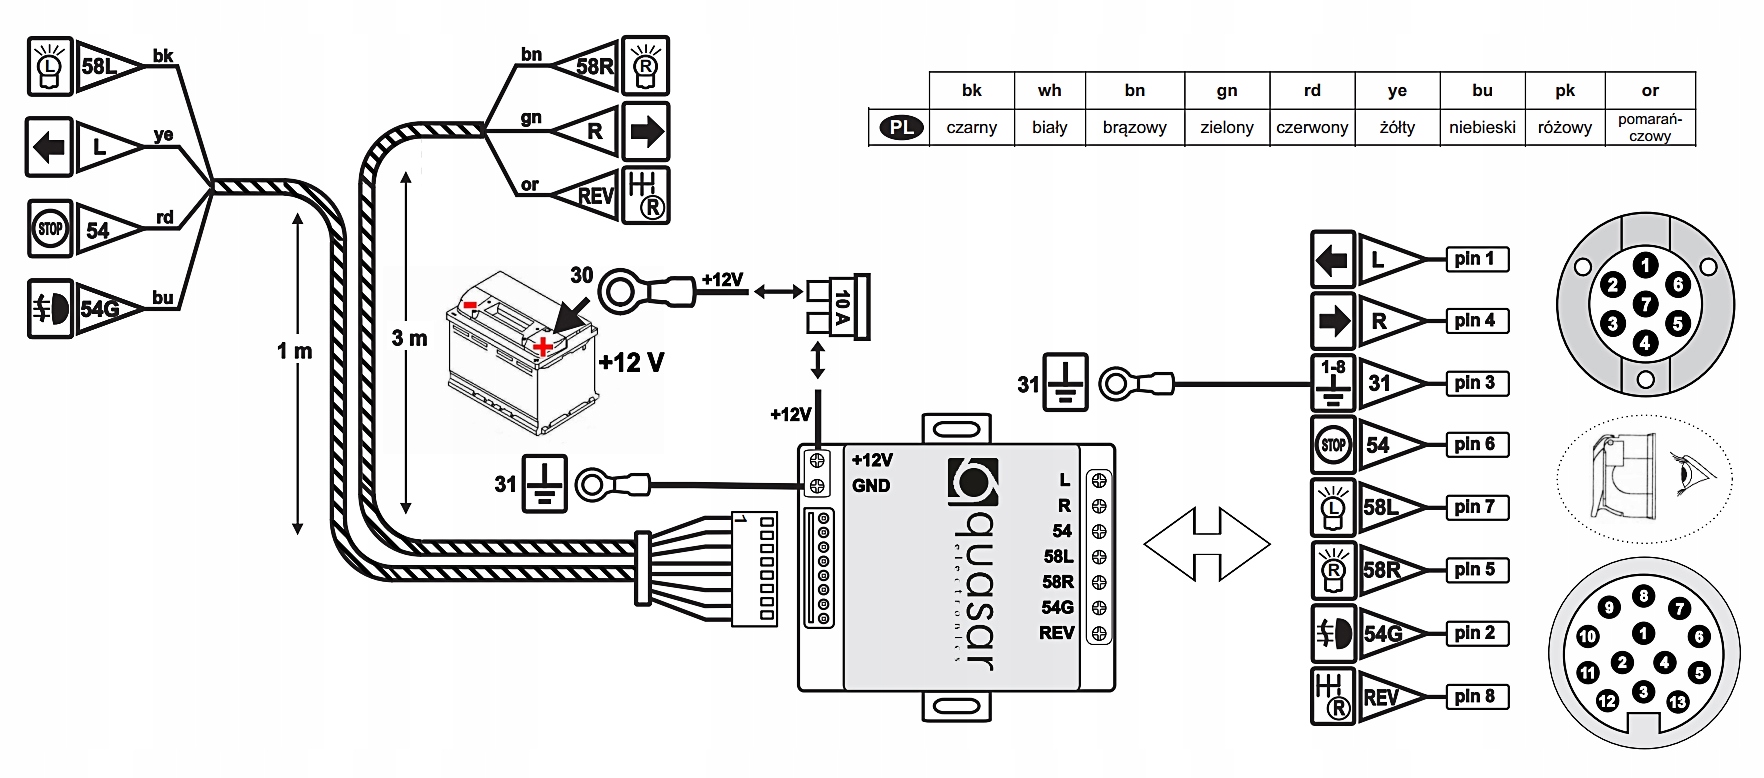 L 58L bk
L ye
STOP 54 rd
54G bu
1 m
3 m
bn 58R R
gn R
or REV R
bk wh bn gn rd ye bu pk or
PL czarny biały brązowy zielony czerwony żółty niebieski różowy pomarań-
czowy
30 +12V
10A
- +
+12 V
+12V
31
1
+12V
GND
quasar
electronics
L
R
54
58L
58R
54G
REV
31
L pin 1
R pin 4
1-8 31 pin 3
STOP 54 pin 6
L 58L pin 7
R 58R pin 5
54G pin 2
R REV pin 8
1
2 6
7
3 5
4
8
9 7
10 1 6
2 4
11 5
3
12 13